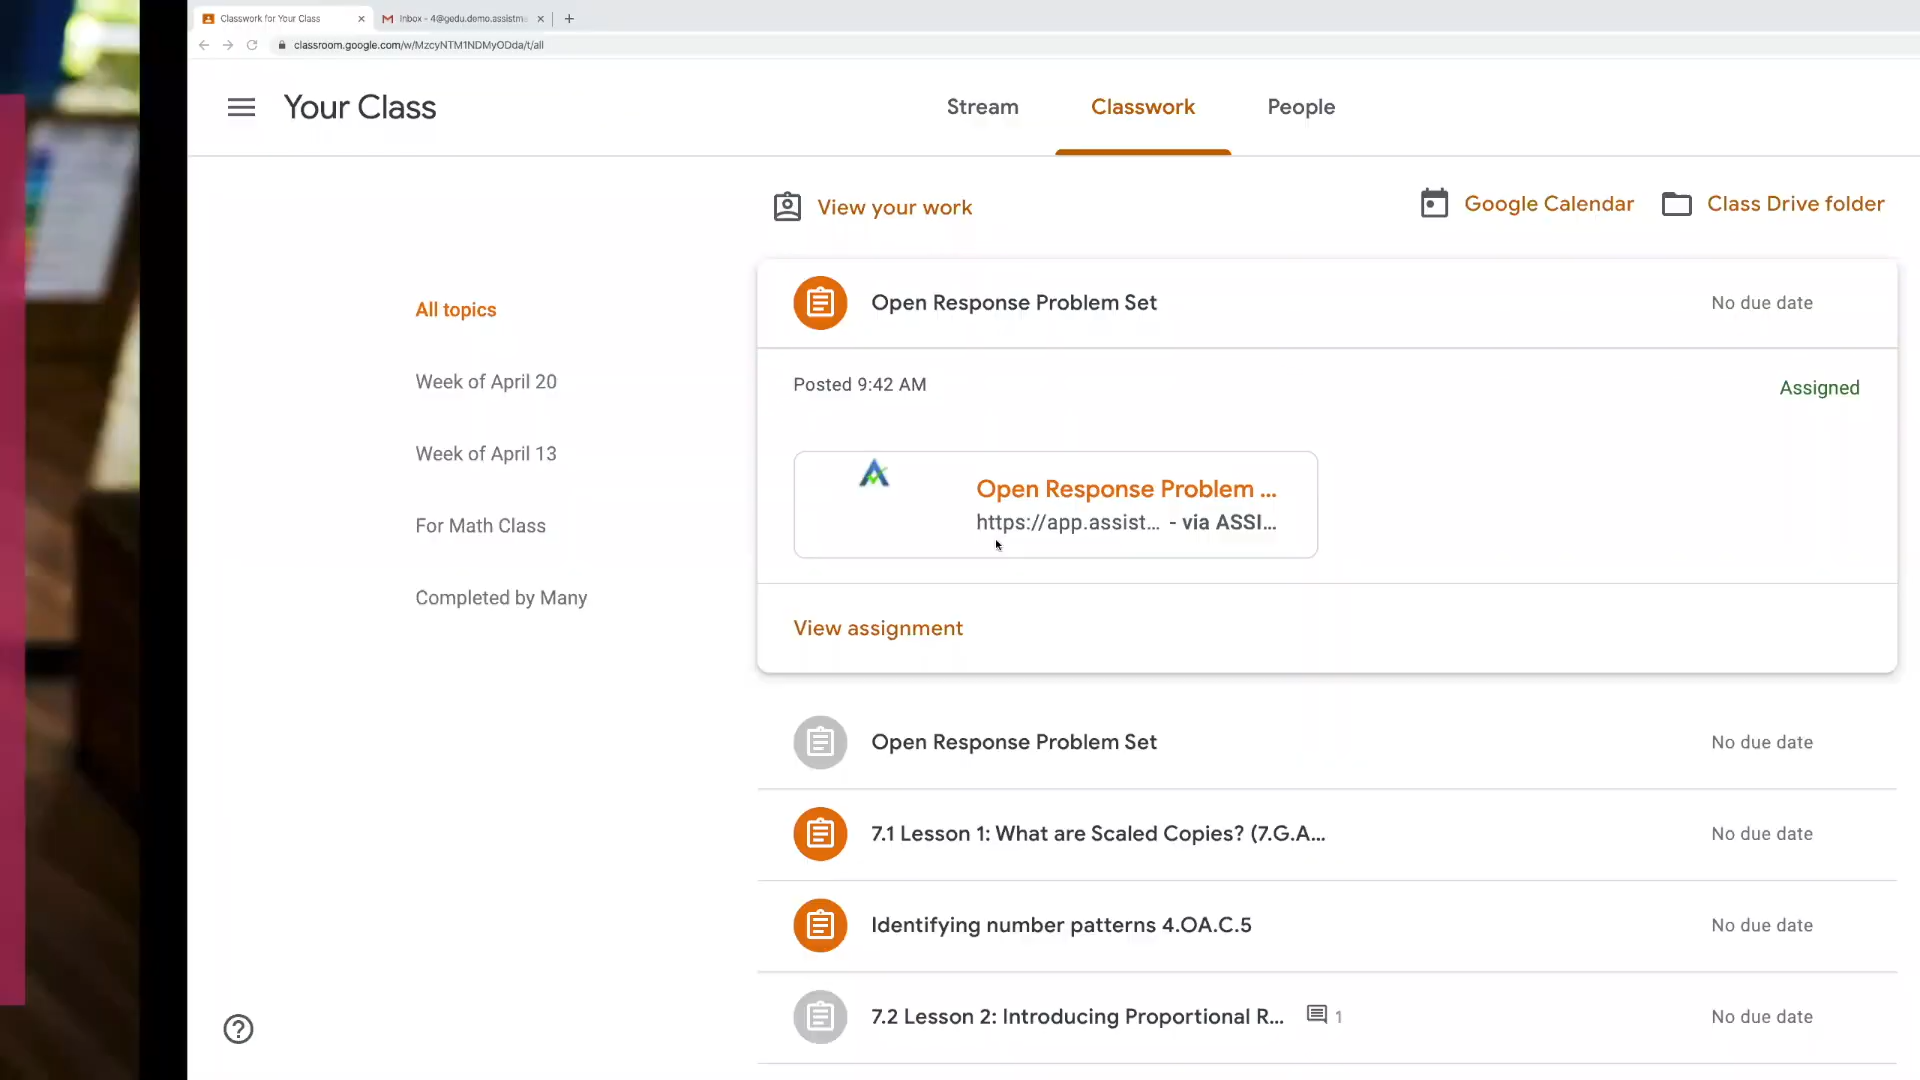 Classwork for Your Class
Inbox - 4@gedu.demo.assistm
classroom.google.com/w/MzcyNTM1NDMyODda/t/all
Your Class
Stream
Classwork
People
View your work
Google Calendar
Class Drive folder
All topics
Week of April 20
Week of April 13
For Math Class
Completed by Many
Open Response Problem Set
No due date
Posted 9:42 AM
Assigned
Open Response Problem ...
https://app.assist... - via ASSI...
View assignment
Open Response Problem Set
No due date
7.1 Lesson 1: What are Scaled Copies? (7.G.A...
No due date
Identifying number patterns 4.OA.C.5
No due date
7.2 Lesson 2: Introducing Proportional R...
1
No due date